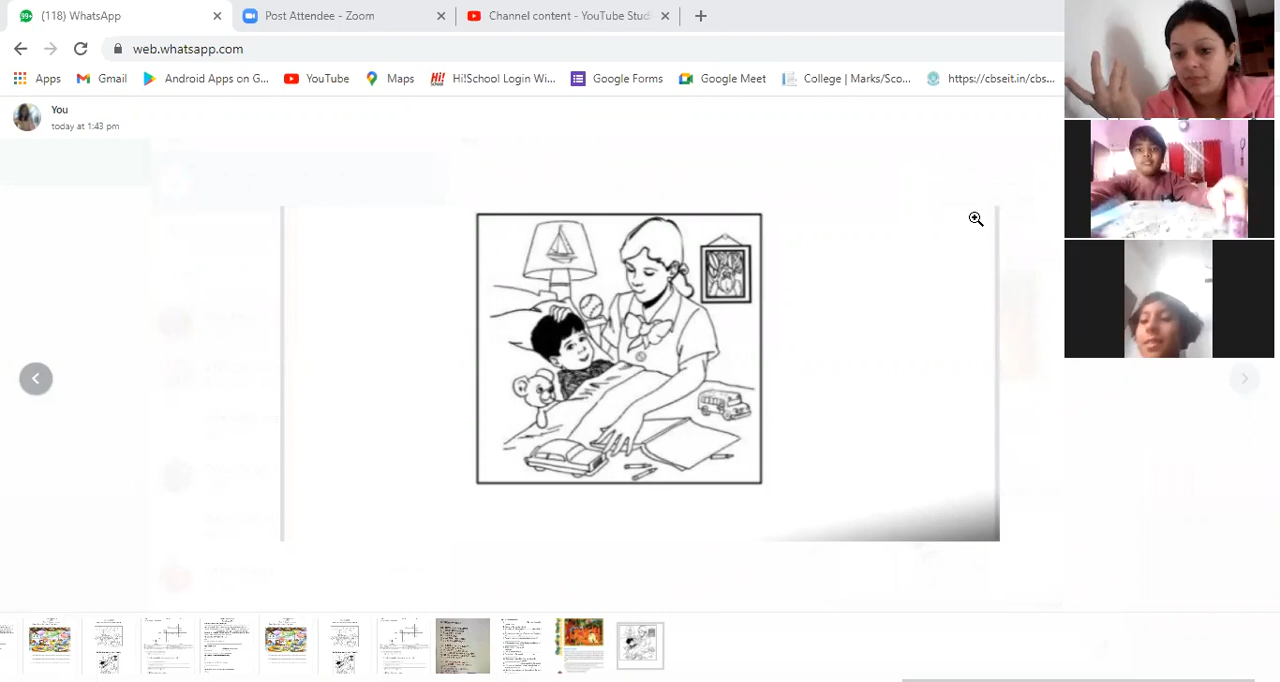 99+
(118) WhatsApp
Post Attendee - Zoom
Channel content - YouTube Stud
web.whatsapp.com
Apps
Gmail
Android Apps on G...
YouTube
Maps
Hi! Hi!School Login Wi...
Google Forms
Google Meet
College | Marks/Sco...
https://cbseit.in/cbs...
You
today at 1:43 pm